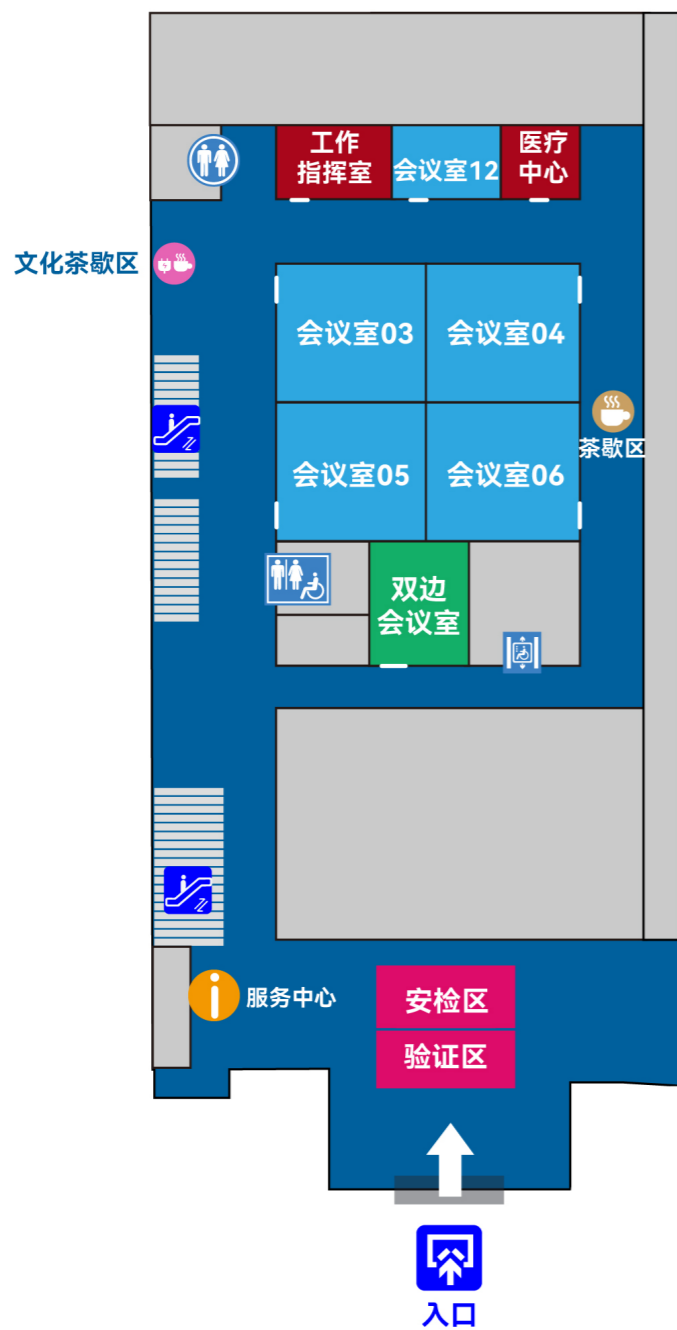 工作
指挥室
会议室12
医疗
中心
文化茶歇区
会议室03
会议室04
茶歇区
会议室05
会议室06
双边
会议室
服务中心
安检区
验证区
入口